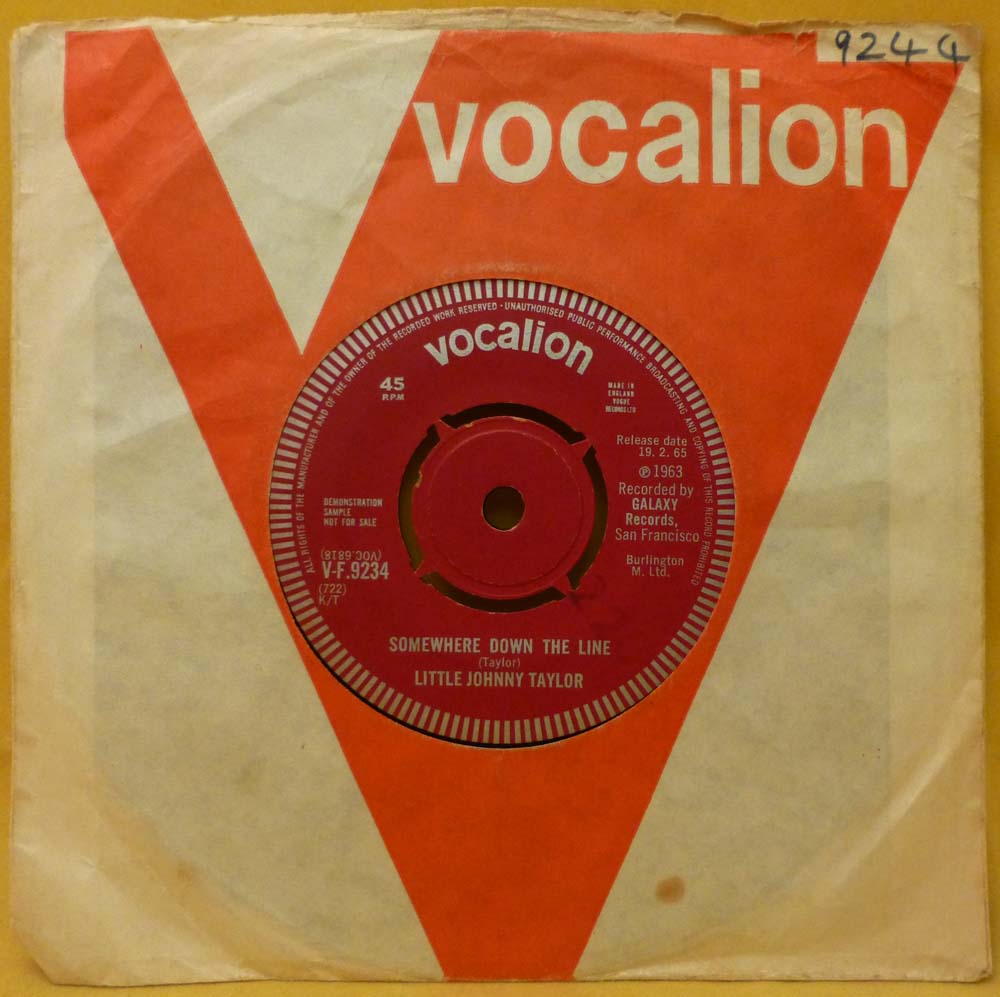 9244
vocalion
ALL RIGHTS OF THE MANUFACTURER AND OF THE OWNER OF THE RECORDED WORK RESERVED · UNAUTHORISED PUBLIC PERFORMANCE BROADCASTING AND COPYING OF THIS RECORD PROHIBITED
vocalion
45
RPM
MADE IN
ENGLAND
VOGUE
RECORDS LTD
Release date
19. 2. 65
℗ 1963
Recorded by
GALAXY
Records,
San Francisco
Burlington
M. Ltd.
DEMONSTRATION
SAMPLE
NOT FOR SALE
(VOC.6818)
V-F.9234
(722)
K/T
SOMEWHERE DOWN THE LINE
(Taylor)
LITTLE JOHNNY TAYLOR